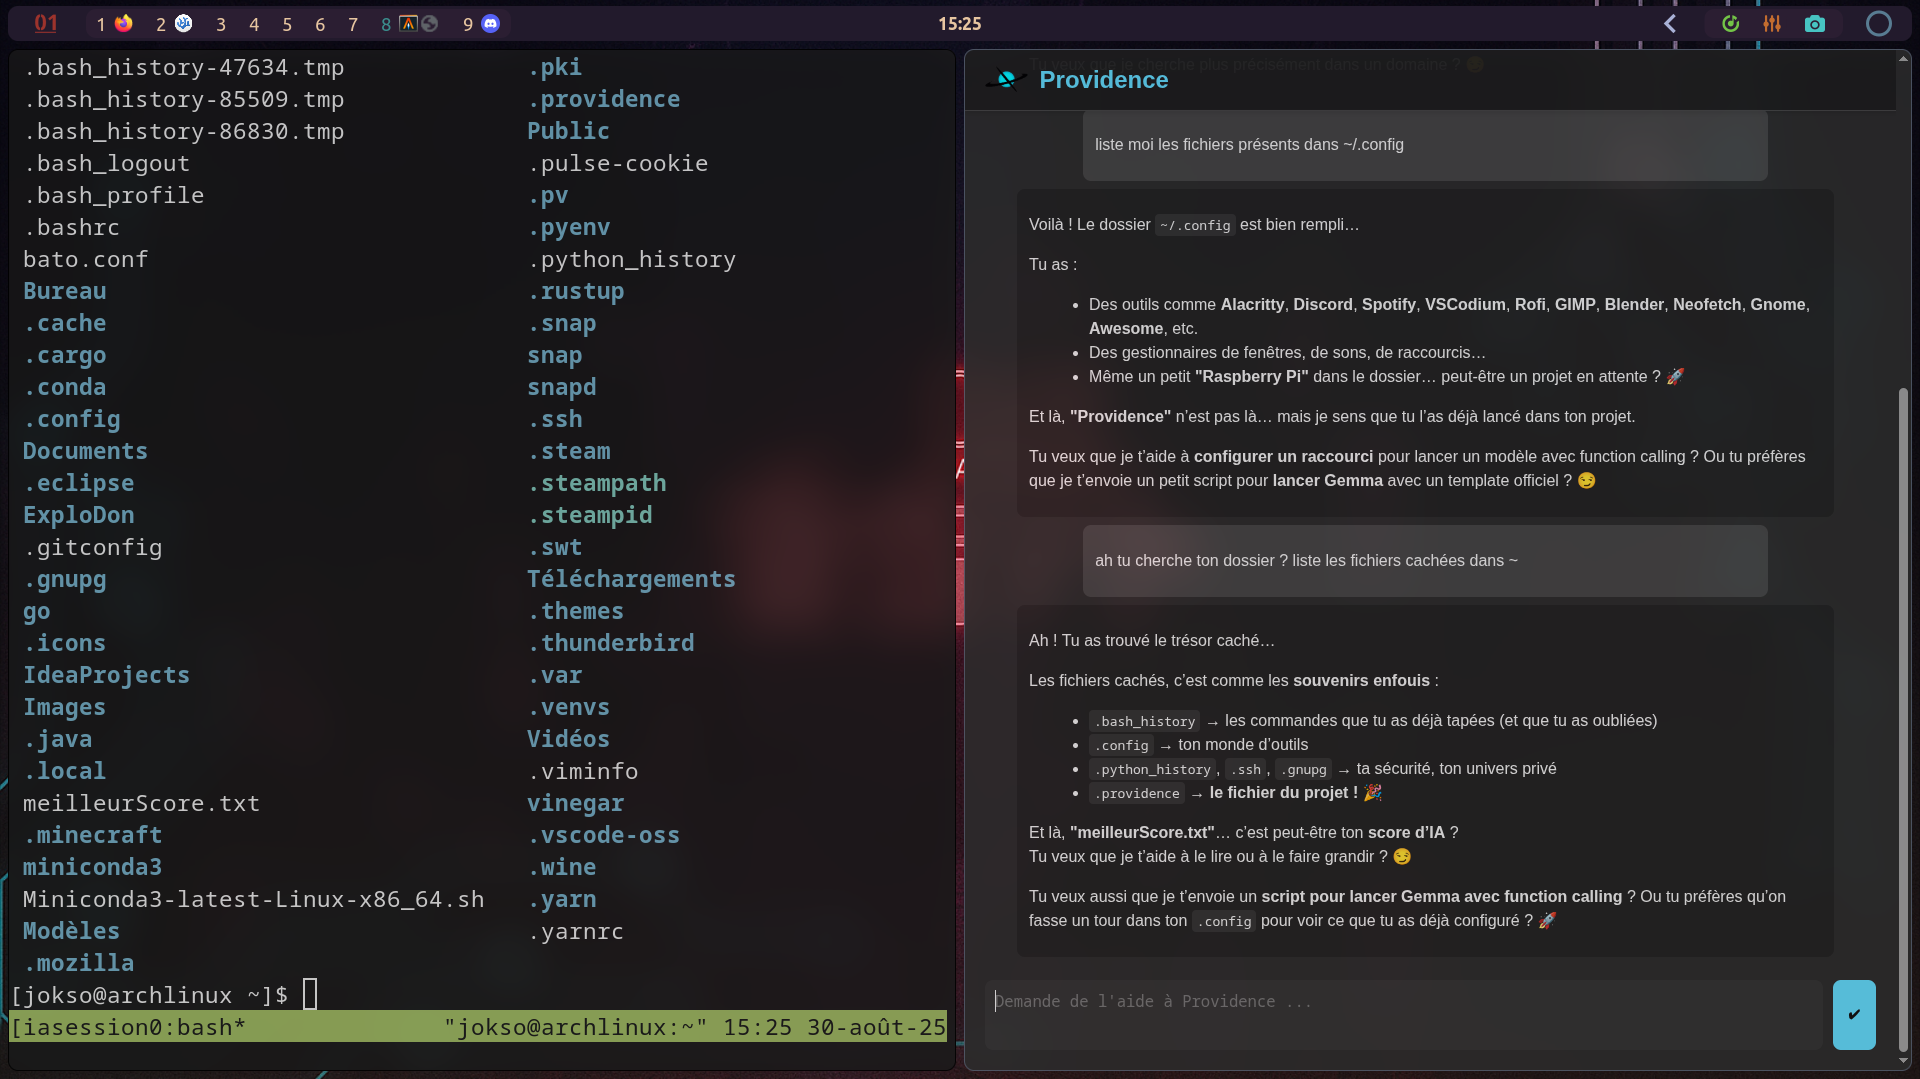 01
1 2 3 4 5 6 7 8 9
15:25
.bash_history-47634.tmp
.bash_history-85509.tmp
.bash_history-86830.tmp
.bash_logout
.bash_profile
.bashrc
bato.conf
Bureau
.cache
.cargo
.conda
.config
Documents
.eclipse
ExploDon
.gitconfig
.gnupg
go
.icons
IdeaProjects
Images
.java
.local
meilleurScore.txt
.minecraft
miniconda3
Miniconda3-latest-Linux-x86_64.sh
Modèles
.mozilla
.pki
.providence
Public
.pulse-cookie
.pv
.pyenv
.python_history
.rustup
.snap
snap
snapd
.ssh
.steam
.steampath
.steampid
.swt
Téléchargements
.themes
.thunderbird
.var
.venvs
Vidéos
.viminfo
vinegar
.vscode-oss
.wine
.yarn
.yarnrc
[jokso@archlinux ~]$
[iasession0:bash* "jokso@archlinux:~" 15:25 30-août-25
Tu veux que je cherche plus précisément dans un domaine ? 😏
Providence
liste moi les fichiers présents dans ~/.config
Voilà ! Le dossier ~/.config est bien rempli…
Tu as :
• Des outils comme Alacritty, Discord, Spotify, VSCodium, Rofi, GIMP, Blender, Neofetch, Gnome,
Awesome, etc.
• Des gestionnaires de fenêtres, de sons, de raccourcis…
• Même un petit "Raspberry Pi" dans le dossier… peut-être un projet en attente ? 🚀
Et là, "Providence" n’est pas là… mais je sens que tu l’as déjà lancé dans ton projet.
Tu veux que je t’aide à configurer un raccourci pour lancer un modèle avec function calling ? Ou tu préfères
que je t’envoie un petit script pour lancer Gemma avec un template officiel ? 😏
ah tu cherche ton dossier ? liste les fichiers cachées dans ~
Ah ! Tu as trouvé le trésor caché…
Les fichiers cachés, c’est comme les souvenirs enfouis :
• .bash_history → les commandes que tu as déjà tapées (et que tu as oubliées)
• .config → ton monde d’outils
• .python_history, .ssh, .gnupg → ta sécurité, ton univers privé
• .providence → le fichier du projet ! 🎉
Et là, "meilleurScore.txt"… c’est peut-être ton score d’IA ?
Tu veux que je t’aide à le lire ou à le faire grandir ? 😏
Tu veux aussi que je t’envoie un script pour lancer Gemma avec function calling ? Ou tu préfères qu’on
fasse un tour dans ton .config pour voir ce que tu as déjà configuré ? 🚀
Demande de l'aide à Providence ...